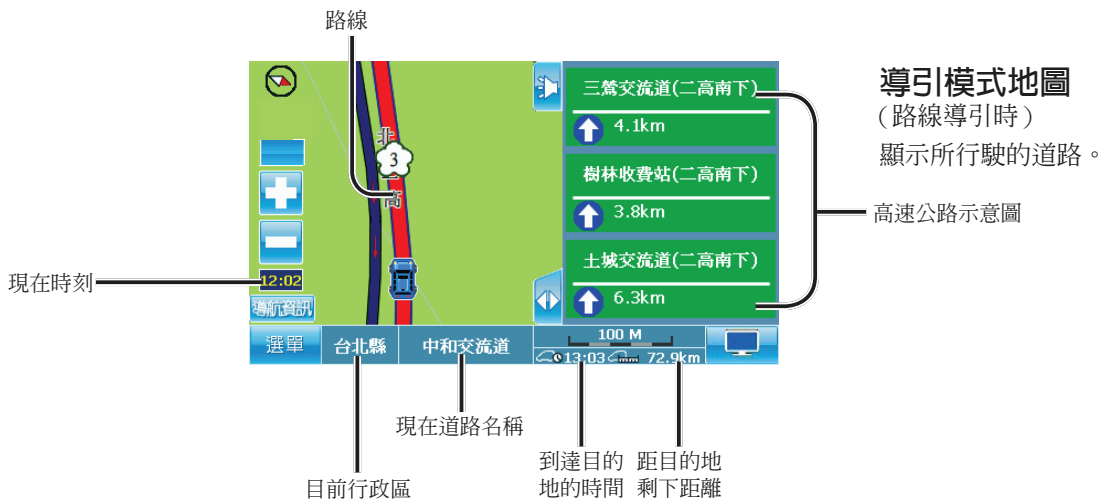 路線
導引模式地圖
(路線導引時)
顯示所行駛的道路。
三鶯交流道(二高南下)
4.1km
樹林收費站(二高南下)
3.8km
土城交流道(二高南下)
6.3km
高速公路示意圖
北
3
二
高
現在時刻
12:02
導航資訊
選單
台北縣
中和交流道
100 M
13:03
72.9km
現在道路名稱
目前行政區
到達目的
地的時間
距目的地
剩下距離